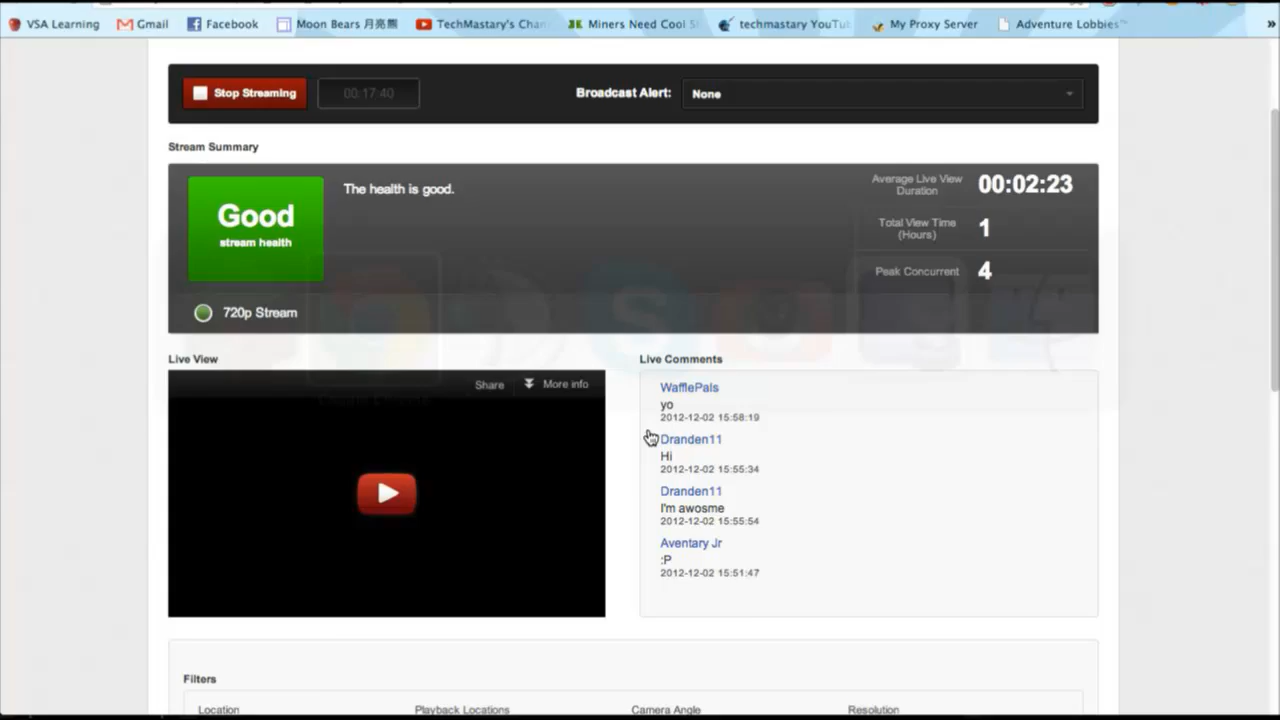 VSA Learning Gmail Facebook Moon Bears 月亮熊 TechMastary's Chan Miners Need Cool S techmastary YouTu My Proxy Server Adventure Lobbies™ »
Stop Streaming 00:17:40 Broadcast Alert: None
Stream Summary
Good
stream health
The health is good.
Average Live View
Duration
00:02:23
Total View Time
(Hours)
1
Peak Concurrent 4
720p Stream
Live View
Share More info
Live Comments
WafflePals
yo
2012-12-02 15:58:19
Dranden11
Hi
2012-12-02 15:55:34
Dranden11
I'm awosme
2012-12-02 15:55:54
Aventary Jr
:P
2012-12-02 15:51:47
Filters
Location Playback Locations Camera Angle Resolution